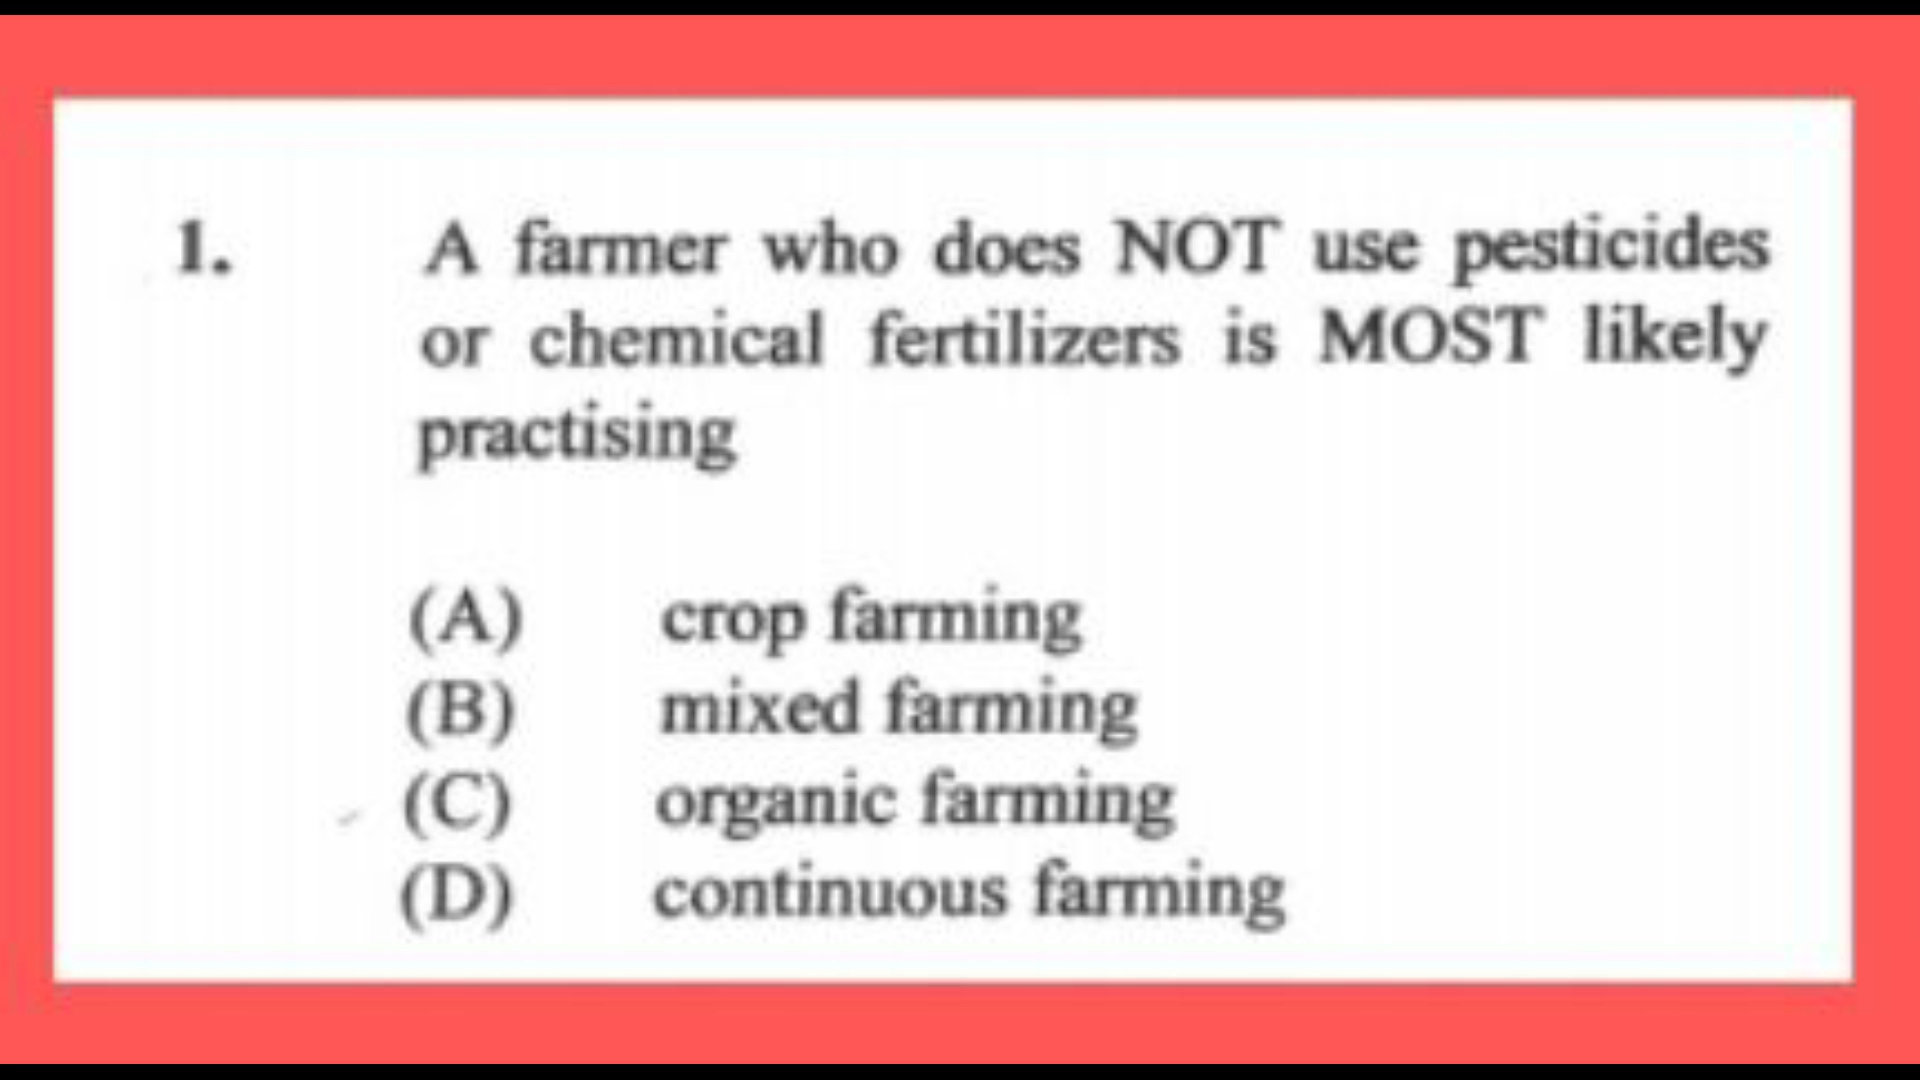 1. A farmer who does NOT use pesticides
or chemical fertilizers is MOST likely
practising
(A) crop farming
(B) mixed farming
(C) organic farming
(D) continuous farming